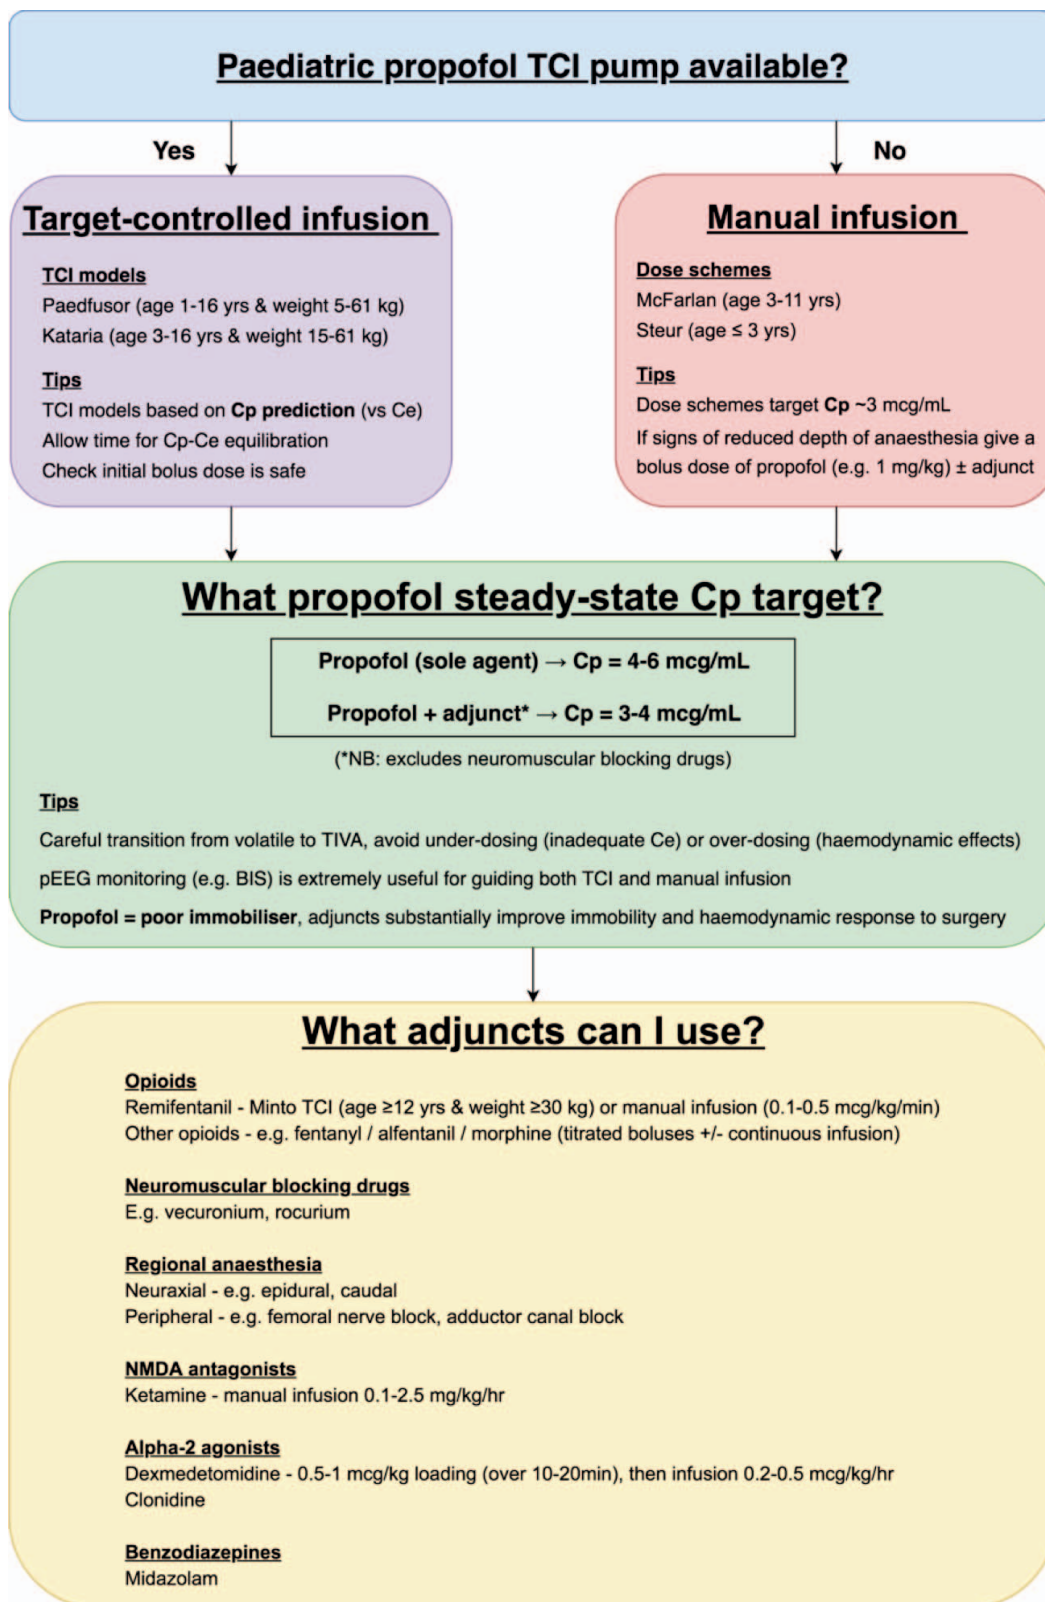 Paediatric propofol TCI pump available?
Yes
No
Target-controlled infusion
TCI models
Paedfusor (age 1-16 yrs & weight 5-61 kg)
Kataria (age 3-16 yrs & weight 15-61 kg)
Tips
TCI models based on Cp prediction (vs Ce)
Allow time for Cp-Ce equilibration
Check initial bolus dose is safe
Manual infusion
Dose schemes
McFarlan (age 3-11 yrs)
Steur (age ≤ 3 yrs)
Tips
Dose schemes target Cp ~3 mcg/mL
If signs of reduced depth of anaesthesia give a
bolus dose of propofol (e.g. 1 mg/kg) ± adjunct
What propofol steady-state Cp target?
Propofol (sole agent) → Cp = 4-6 mcg/mL
Propofol + adjunct* → Cp = 3-4 mcg/mL
(*NB: excludes neuromuscular blocking drugs)
Tips
Careful transition from volatile to TIVA, avoid under-dosing (inadequate Ce) or over-dosing (haemodynamic effects)
pEEG monitoring (e.g. BIS) is extremely useful for guiding both TCI and manual infusion
Propofol = poor immobiliser, adjuncts substantially improve immobility and haemodynamic response to surgery
What adjuncts can I use?
Opioids
Remifentanil - Minto TCI (age ≥12 yrs & weight ≥30 kg) or manual infusion (0.1-0.5 mcg/kg/min)
Other opioids - e.g. fentanyl / alfentanil / morphine (titrated boluses +/- continuous infusion)
Neuromuscular blocking drugs
E.g. vecuronium, rocurium
Regional anaesthesia
Neuraxial - e.g. epidural, caudal
Peripheral - e.g. femoral nerve block, adductor canal block
NMDA antagonists
Ketamine - manual infusion 0.1-2.5 mg/kg/hr
Alpha-2 agonists
Dexmedetomidine - 0.5-1 mcg/kg loading (over 10-20min), then infusion 0.2-0.5 mcg/kg/hr
Clonidine
Benzodiazepines
Midazolam